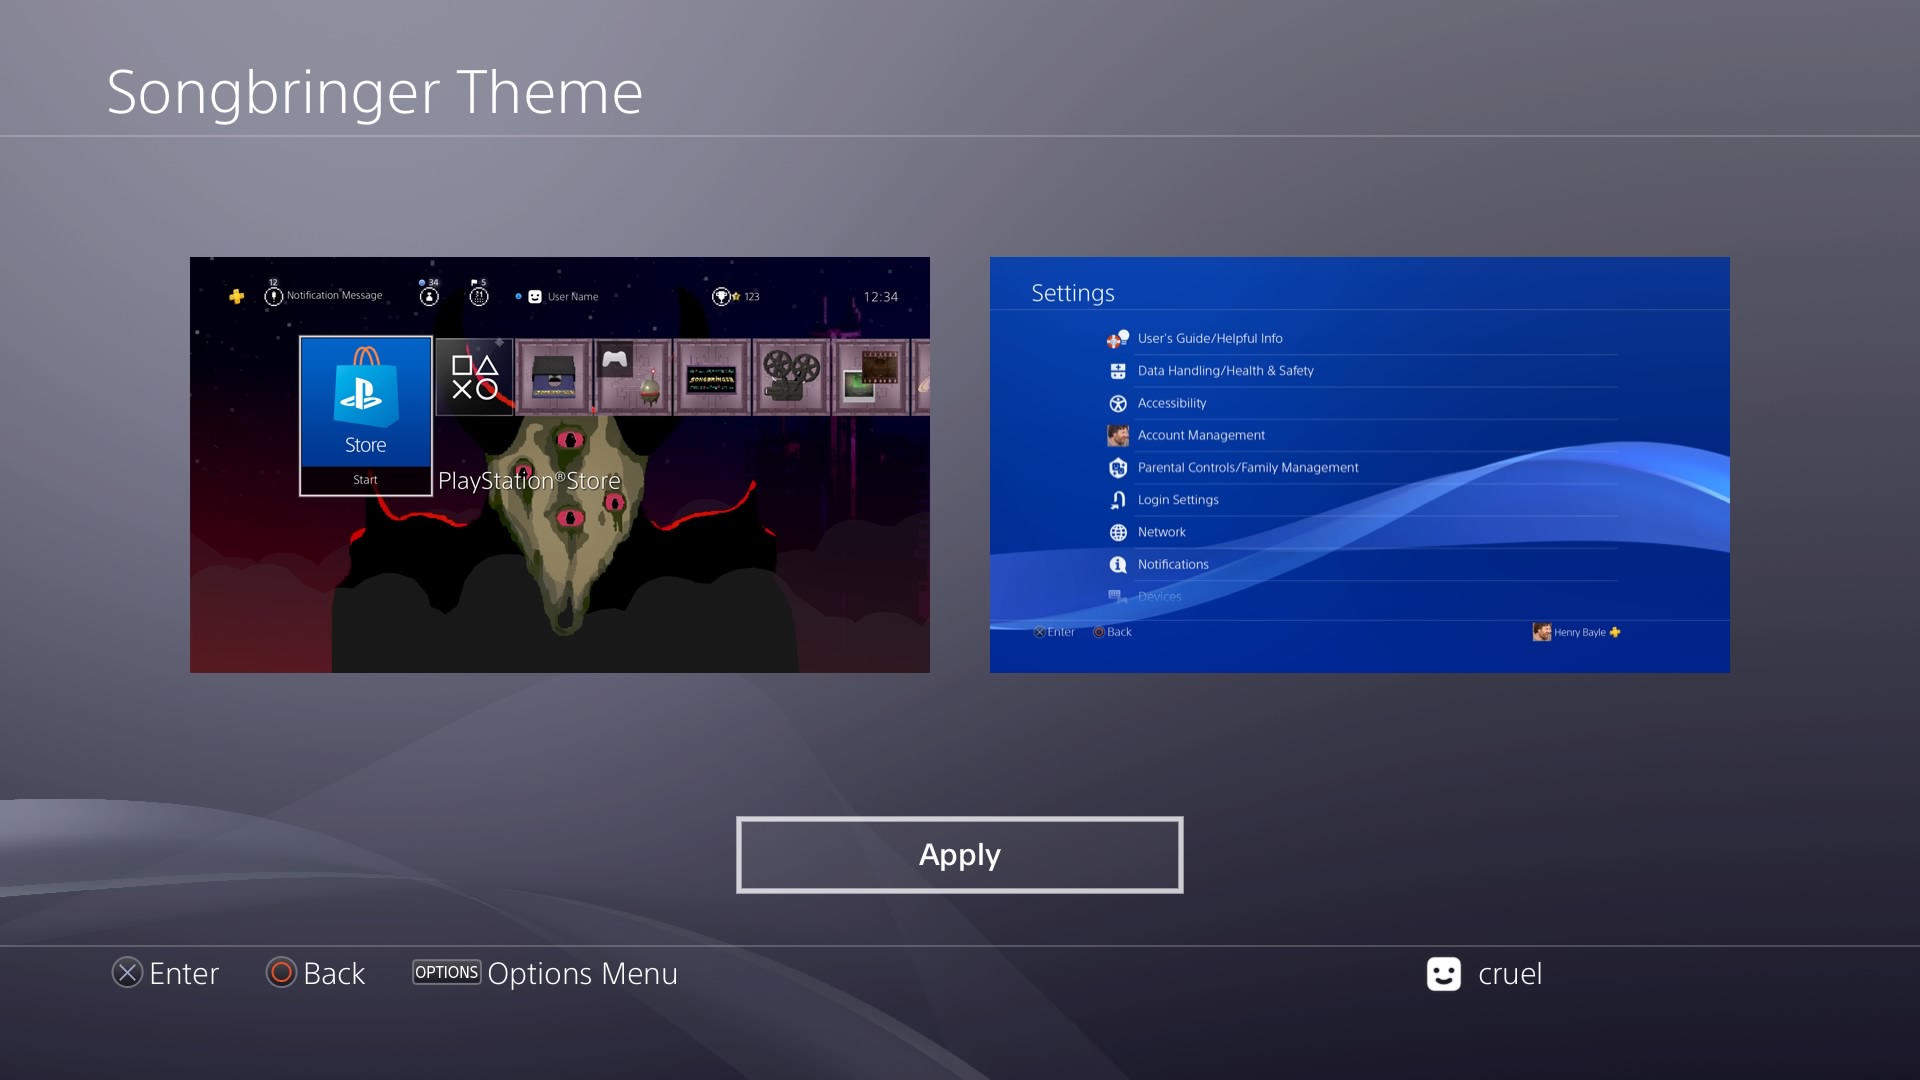 Songbringer Theme
12
Notification Message
34
5
31
User Name
123
12:34
SONGBRINGER
Store
Start
PlayStation®Store
Settings
User's Guide/Helpful Info
Data Handling/Health & Safety
Accessibility
Account Management
Parental Controls/Family Management
Login Settings
Network
Notifications
Devices
Enter Back
Henry Bayle
Apply
Enter Back OPTIONS Options Menu
cruel